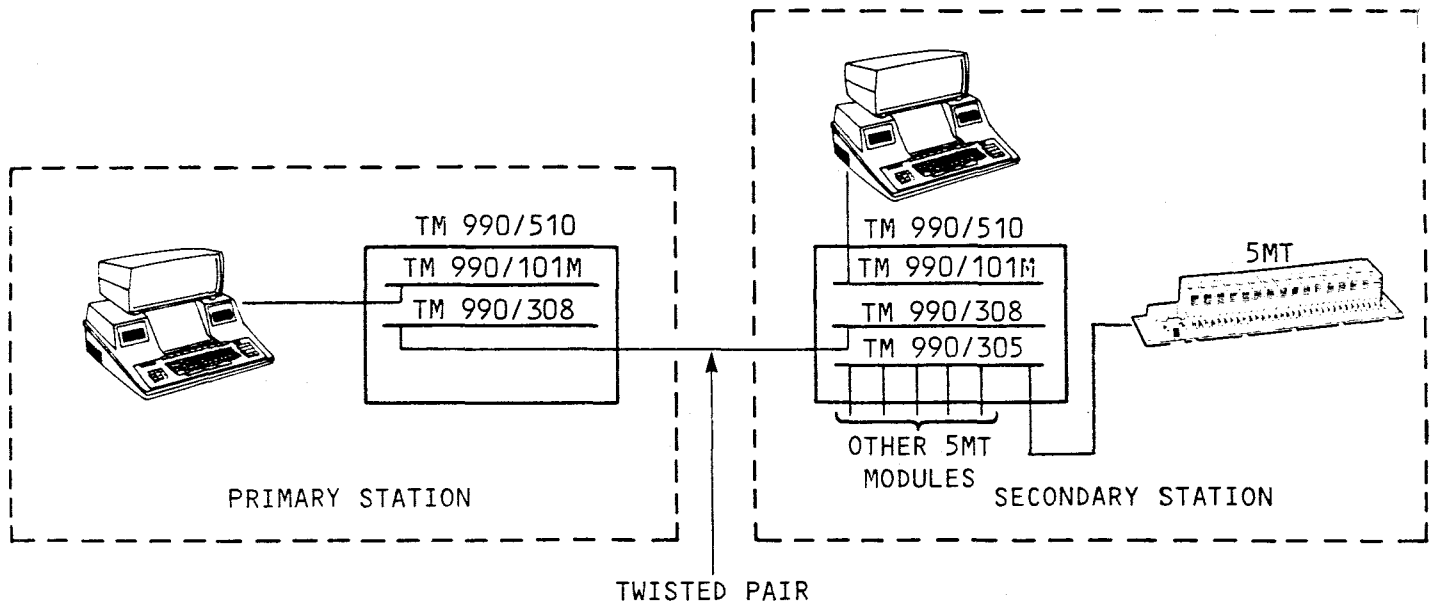 TM 990/510
TM 990/101M
TM 990/308
PRIMARY STATION
TM 990/510
TM 990/101M
TM 990/308
TM 990/305
5MT
OTHER 5MT
MODULES
SECONDARY STATION
TWISTED PAIR